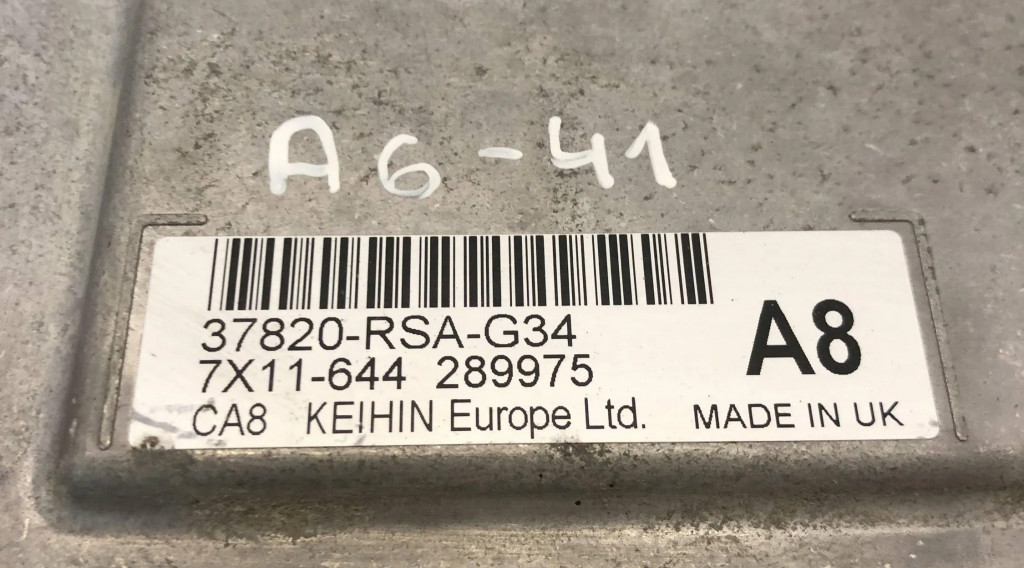 A6-41
37820-RSA-G34
A8
7X11-644 289975
CA8 KEIHIN Europe Ltd. MADE IN UK